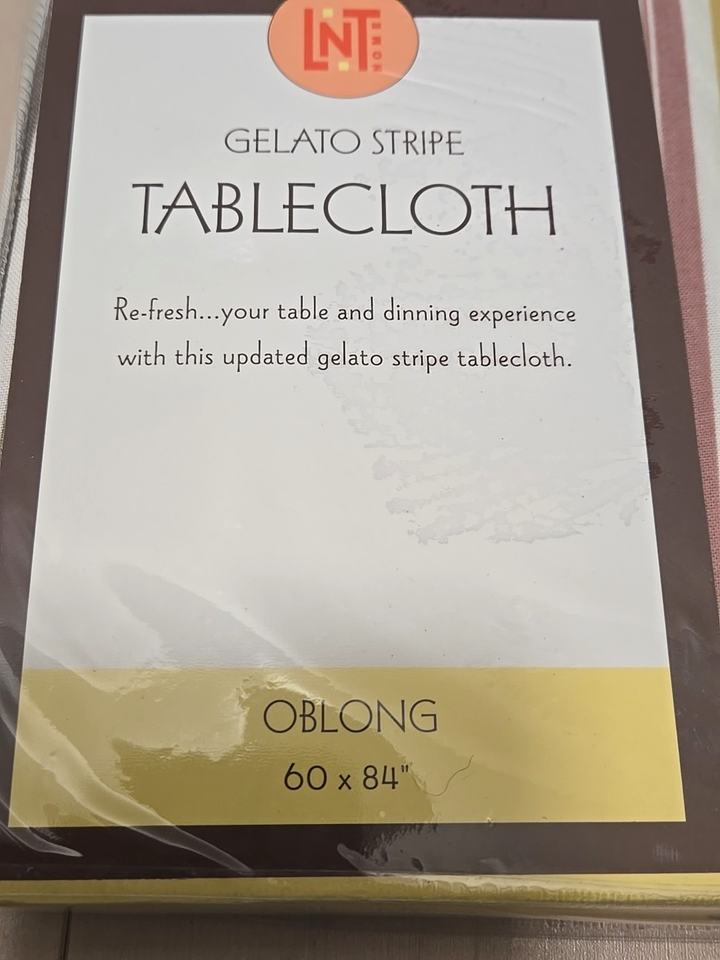 LNT
HOME
GELATO STRIPE
TABLECLOTH
Re-fresh...your table and dinning experience
with this updated gelato stripe tablecloth.
OBLONG
60 x 84"